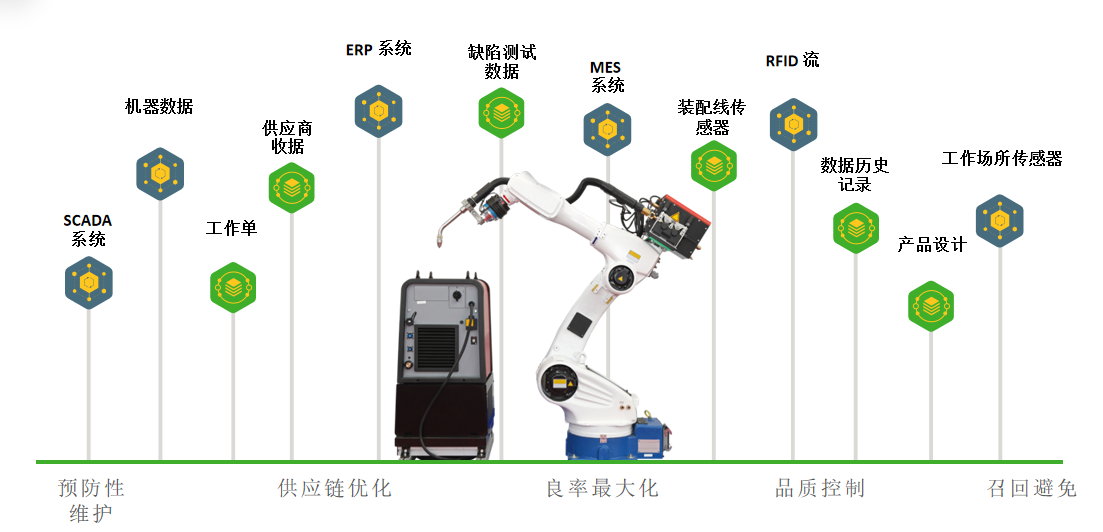 ERP 系统
缺陷测试
数据
MES
系统
RFID 流
机器数据
供应商
收据
装配线传
感器
数据历史
记录
工作场所传感器
SCADA
系统
工作单
产品设计
预防性
维护
供应链优化
良率最大化
品质控制
召回避免